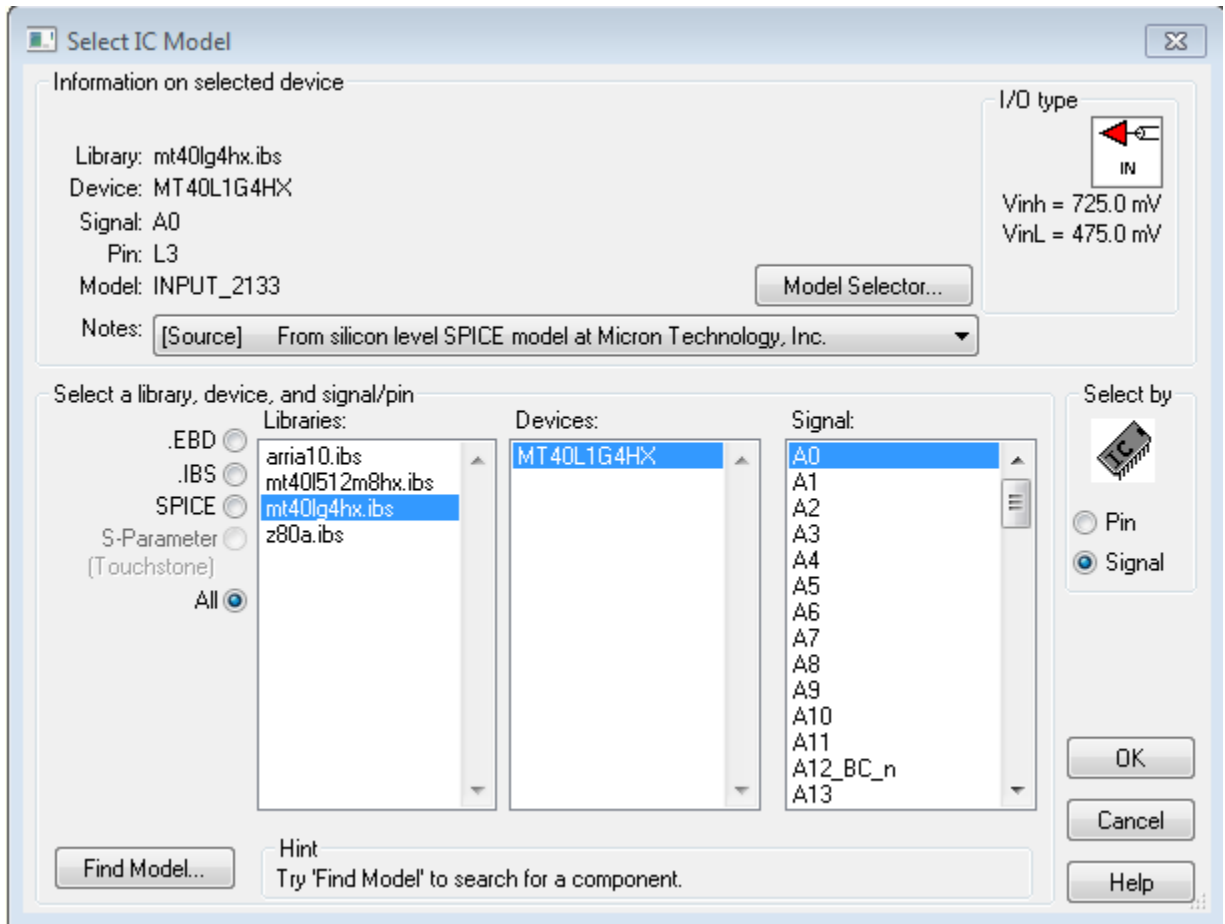 Select IC Model
Information on selected device
I/O type
IN
Vinh = 725.0 mV
VinL = 475.0 mV
Library: mt40lg4hx.ibs
Device: MT40L1G4HX
Signal: A0
Pin: L3
Model: INPUT_2133
Model Selector...
Notes: [Source] From silicon level SPICE model at Micron Technology, Inc.
Select a library, device, and signal/pin
.EBD
.IBS
SPICE
S-Parameter
(Touchstone)
All
Libraries:
arria10.ibs
mt40l512m8hx.ibs
mt40lg4hx.ibs
z80a.ibs
Devices:
MT40L1G4HX
Signal:
A0
A1
A2
A3
A4
A5
A6
A7
A8
A9
A10
A11
A12_BC_n
A13
Select by
IC
Pin
Signal
OK
Cancel
Help
Find Model...
Hint
Try 'Find Model' to search for a component.